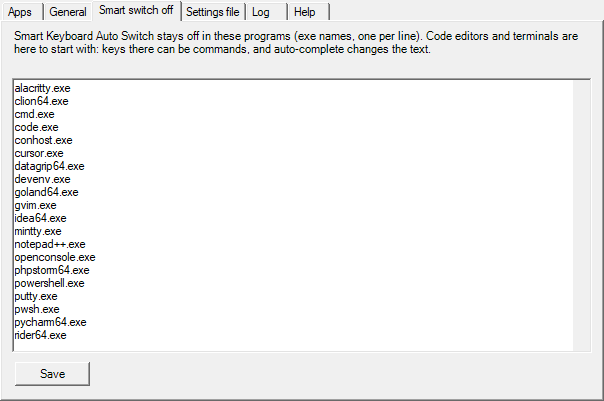 Apps General Smart switch off Settings file Log Help
Smart Keyboard Auto Switch stays off in these programs (exe names, one per line). Code editors and terminals are
here to start with: keys there can be commands, and auto-complete changes the text.
alacritty.exe
clion64.exe
cmd.exe
code.exe
conhost.exe
cursor.exe
datagrip64.exe
devenv.exe
goland64.exe
gvim.exe
idea64.exe
mintty.exe
notepad++.exe
openconsole.exe
phpstorm64.exe
powershell.exe
putty.exe
pwsh.exe
pycharm64.exe
rider64.exe
Save